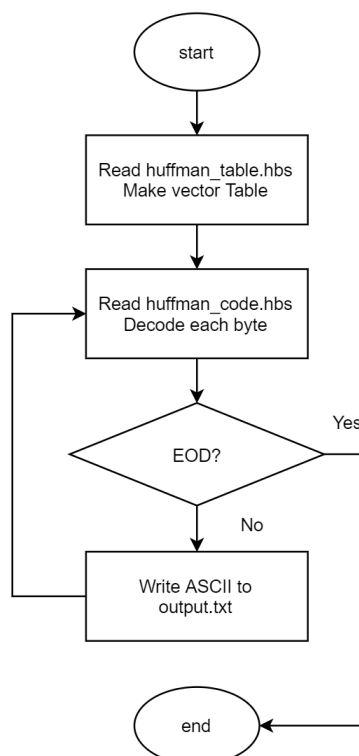 start
Read huffman_table.hbs
Make vector Table
Read huffman_code.hbs
Decode each byte
EOD?
Yes
No
Write ASCII to
output.txt
end